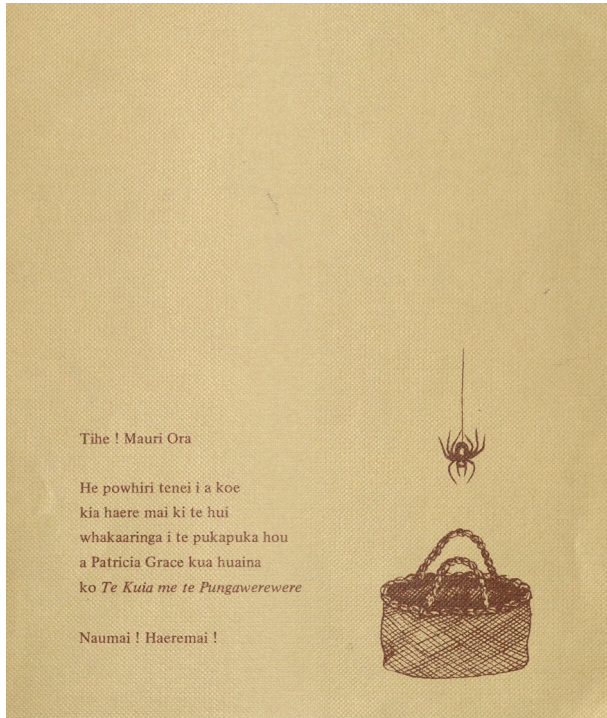 Tihe ! Mauri Ora
He powhiri tenei i a koe
kia haere mai ki te hui
whakaaringa i te pukapuka hou
a Patricia Grace kua huaina
ko Te Kuia me te Pungawerewere
Naumai ! Haeremai !